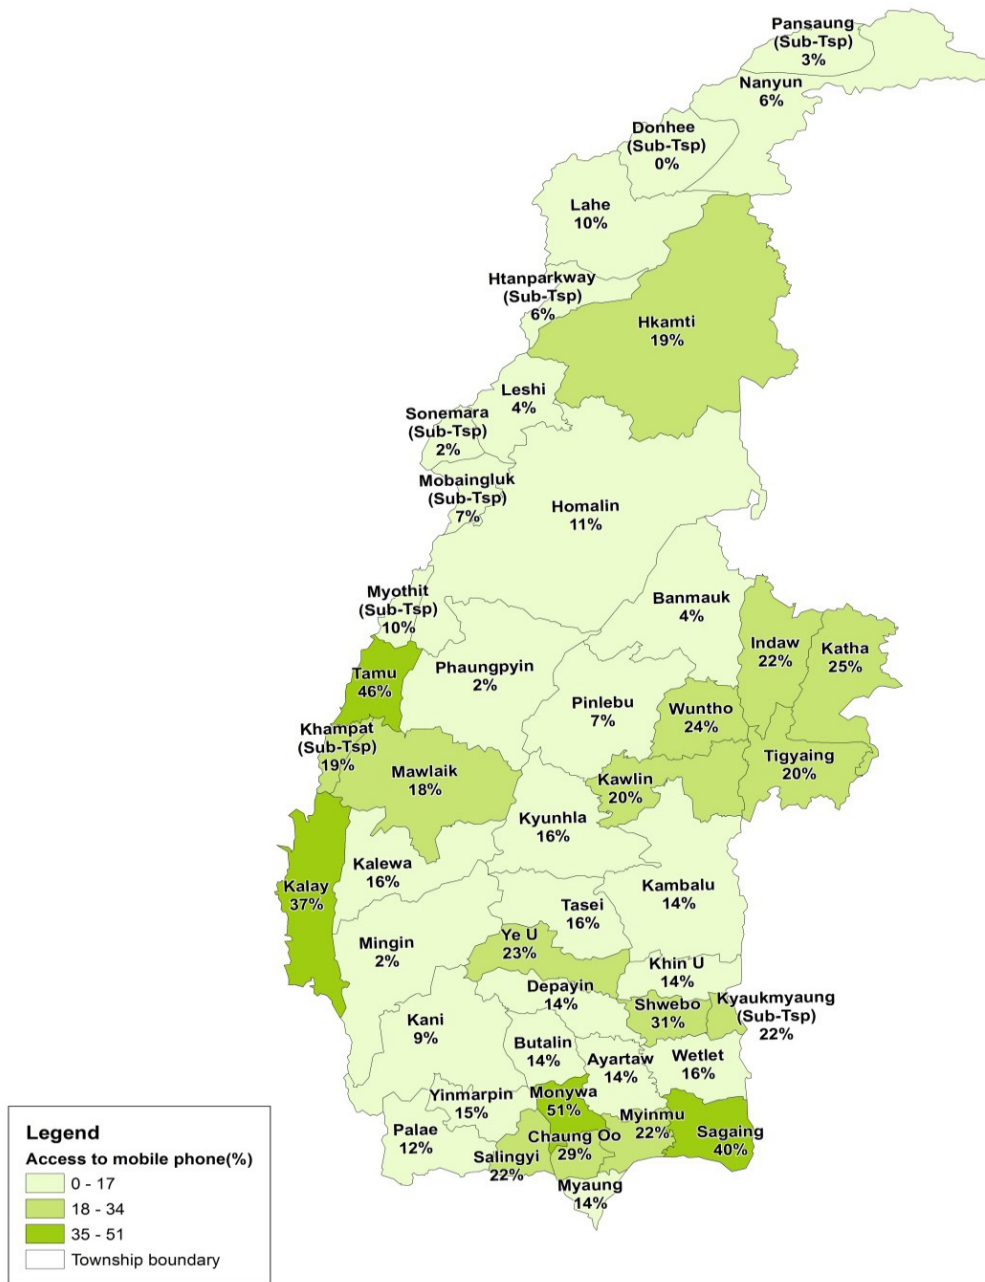 Pansaung
(Sub-Tsp)
3%
Nanyun
6%
Donhee
(Sub-Tsp)
0%
Lahe
10%
Htanparkway
(Sub-Tsp)
6%
Hkamti
19%
Leshi
4%
Sonemara
(Sub-Tsp)
2%
Mobaingluk
(Sub-Tsp)
7%
Homalin
11%
Myothit
(Sub-Tsp)
10%
Banmauk
4%
Indaw
22%
Katha
25%
Tamu
46%
Phaungpyin
2%
Pinlebu
7%
Wuntho
24%
Khampat
(Sub-Tsp)
19%
Mawlaik
18%
Kawlin
20%
Tigyaing
20%
Kyunhla
16%
Kalewa
16%
Kalay
37%
Kambalu
14%
Tasei
16%
Mingin
2%
Ye U
23%
Khin U
14%
Depayin
14%
Shwebo
31%
Kyaukmyaung
(Sub-Tsp)
22%
Kani
9%
Butalin
14%
Ayartaw
14%
Wetlet
16%
Yinmarpin
15%
Monywa
51%
Palae
12%
Salingyi
22%
Chaung Oo
29%
Myinmu
22%
Sagaing
40%
Myaung
14%
Legend
Access to mobile phone(%)
0 - 17
18 - 34
35 - 51
Township boundary